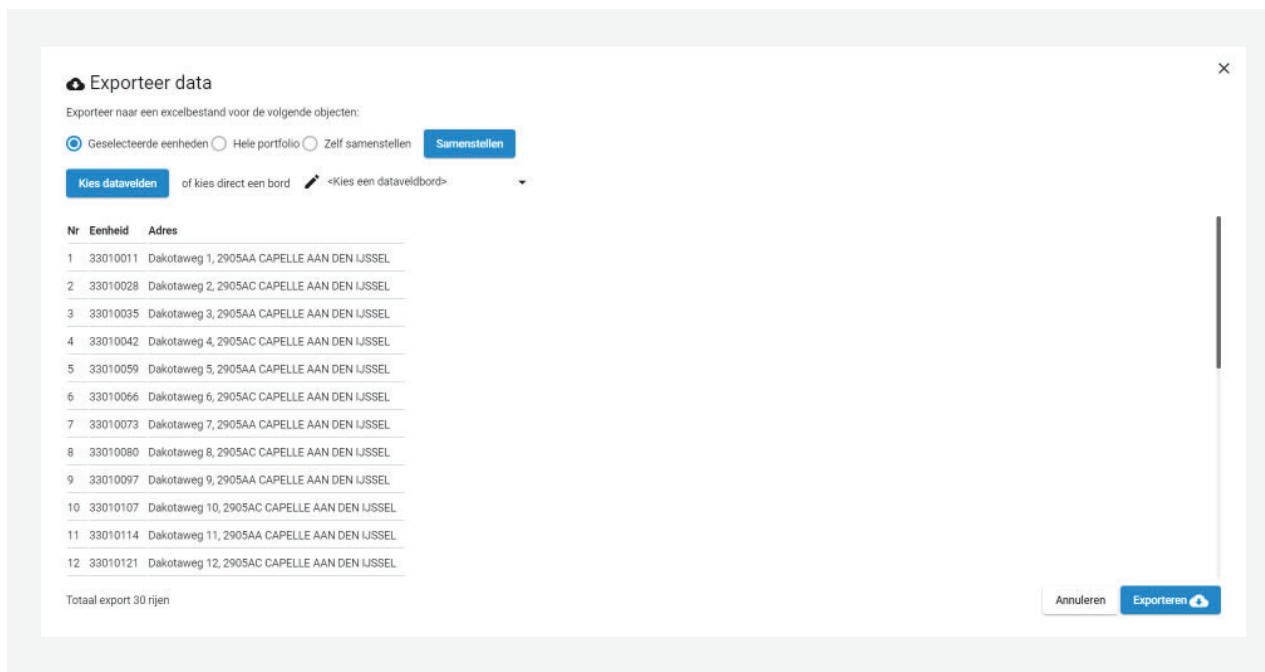 Exporteer data
Exporteer naar een excelbestand voor de volgende objecten:
Geselecteerde eenheden Hele portfolio Zelf samenstellen Samenstellen
Kies datavelden of kies direct een bord <Kies een dataveldbord>
Nr Eenheid Adres
1 33010011 Dakotaweg 1, 2905AA CAPELLE AAN DEN IJSSEL
2 33010028 Dakotaweg 2, 2905AC CAPELLE AAN DEN IJSSEL
3 33010035 Dakotaweg 3, 2905AA CAPELLE AAN DEN IJSSEL
4 33010042 Dakotaweg 4, 2905AC CAPELLE AAN DEN IJSSEL
5 33010059 Dakotaweg 5, 2905AA CAPELLE AAN DEN IJSSEL
6 33010066 Dakotaweg 6, 2905AC CAPELLE AAN DEN IJSSEL
7 33010073 Dakotaweg 7, 2905AA CAPELLE AAN DEN IJSSEL
8 33010080 Dakotaweg 8, 2905AC CAPELLE AAN DEN IJSSEL
9 33010097 Dakotaweg 9, 2905AA CAPELLE AAN DEN IJSSEL
10 33010107 Dakotaweg 10, 2905AC CAPELLE AAN DEN IJSSEL
11 33010114 Dakotaweg 11, 2905AA CAPELLE AAN DEN IJSSEL
12 33010121 Dakotaweg 12, 2905AC CAPELLE AAN DEN IJSSEL
Totaal export 30 rijen Annuleren Exporteren